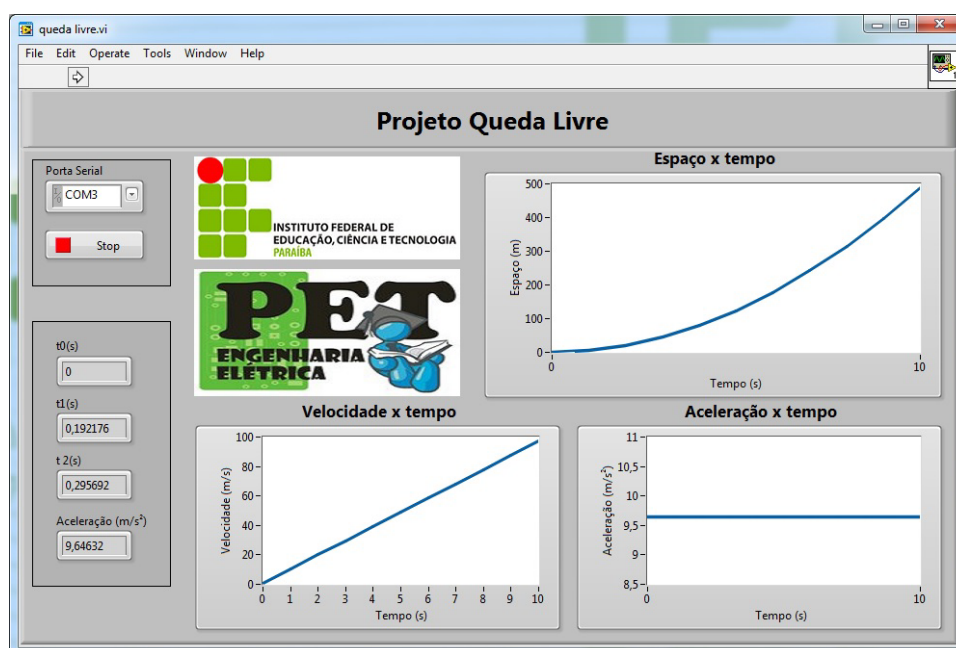 queda livre.vi
File Edit Operate Tools Window Help
Projeto Queda Livre
Porta Serial
COM3
Stop
INSTITUTO FEDERAL DE
EDUCAÇÃO, CIÊNCIA E TECNOLOGIA
PARAÍBA
PET
ENGENHARIA
ELÉTRICA
Espaço x tempo
Espaço (m)
500
400
300
200
100
0
0 10
Tempo (s)
t0(s)
0
t1(s)
0,192176
t 2(s)
0,295692
Aceleração (m/s²)
9,64632
Velocidade x tempo
Velocidade (m/s)
100
80
60
40
20
0
0 1 2 3 4 5 6 7 8 9 10
Tempo (s)
Aceleração x tempo
Aceleração (m/s²)
11
10,5
10
9,5
9
8,5
0 10
Tempo (s)